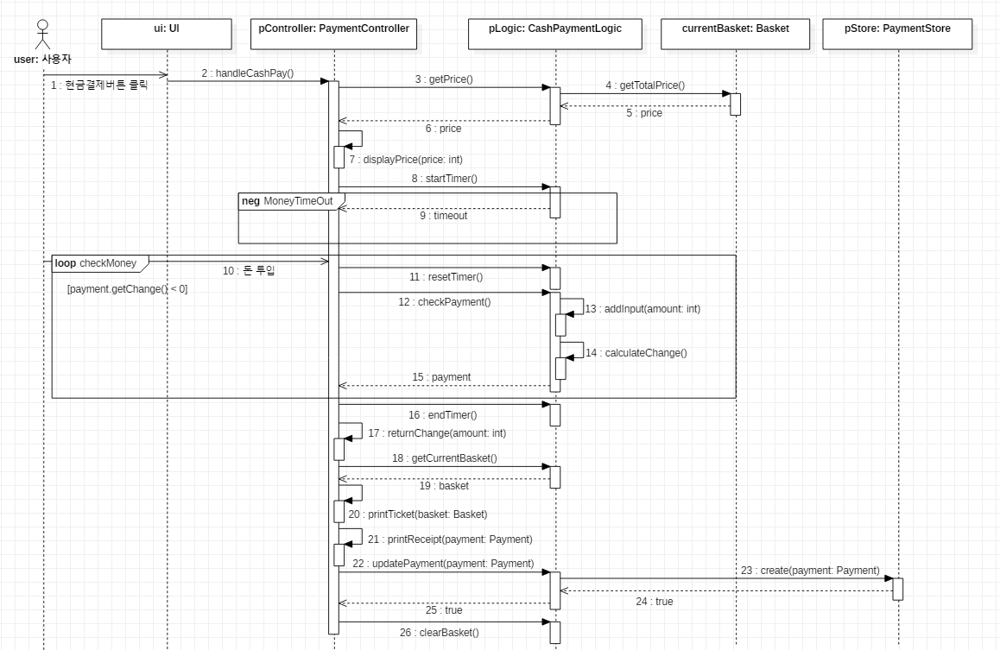 ui: UI
pController: PaymentController
pLogic: CashPaymentLogic
currentBasket: Basket
pStore: PaymentStore
user: 사용자
1 : 현금결제버튼 클릭
2 : handleCashPay()
3 : getPrice()
4 : getTotalPrice()
5 : price
6 : price
7 : displayPrice(price: int)
8 : startTimer()
neg MoneyTimeOut
9 : timeout
loop checkMoney
10 : 돈 투입
[payment.getChange() < 0]
11 : resetTimer()
12 : checkPayment()
13 : addInput(amount: int)
14 : calculateChange()
15 : payment
16 : endTimer()
17 : returnChange(amount: int)
18 : getCurrentBasket()
19 : basket
20 : printTicket(basket: Basket)
21 : printReceipt(payment: Payment)
22 : updatePayment(payment: Payment)
23 : create(payment: Payment)
24 : true
25 : true
26 : clearBasket()